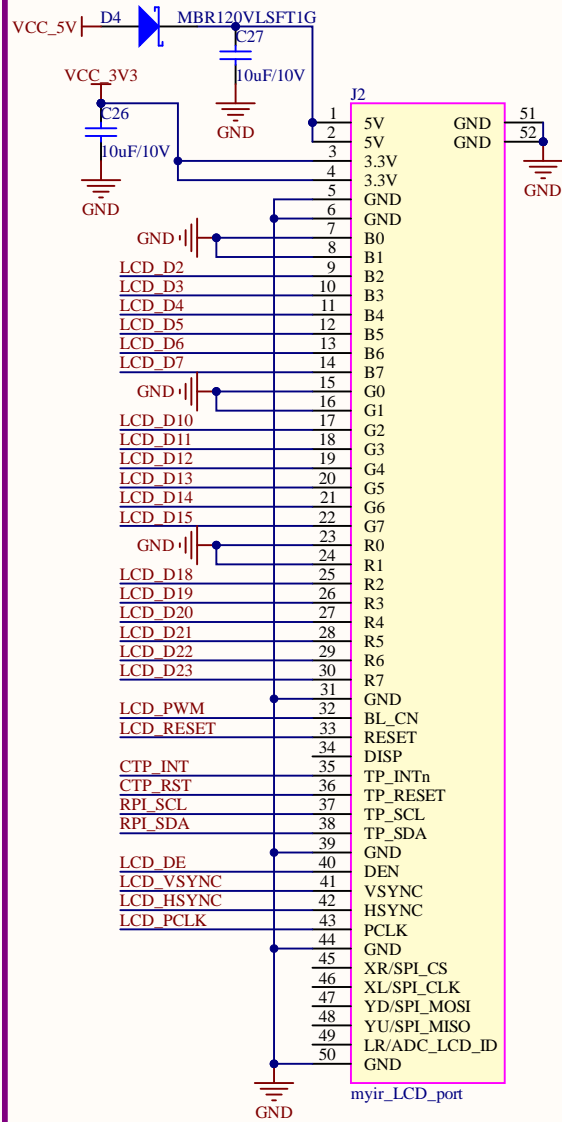 D4 MBR120VLSFT1G
VCC_5V
C27
10uF/10V
GND
VCC_3V3
C26
10uF/10V
GND
J2
1 5V GND 51
2 5V GND 52
GND
3 3.3V
4 3.3V
5 GND
6 GND
GND 7 B0
8 B1
LCD_D2 9 B2
LCD_D3 10 B3
LCD_D4 11 B4
LCD_D5 12 B5
LCD_D6 13 B6
LCD_D7 14 B7
GND 15 G0
16 G1
LCD_D10 17 G2
LCD_D11 18 G3
LCD_D12 19 G4
LCD_D13 20 G5
LCD_D14 21 G6
LCD_D15 22 G7
GND 23 R0
24 R1
LCD_D18 25 R2
LCD_D19 26 R3
LCD_D20 27 R4
LCD_D21 28 R5
LCD_D22 29 R6
LCD_D23 30 R7
31 GND
LCD_PWM 32 BL_CN
LCD_RESET 33 RESET
34 DISP
CTP_INT 35 TP_INTn
CTP_RST 36 TP_RESET
RPI_SCL 37 TP_SCL
RPI_SDA 38 TP_SDA
39 GND
LCD_DE 40 DEN
LCD_VSYNC 41 VSYNC
LCD_HSYNC 42 HSYNC
LCD_PCLK 43 PCLK
44 GND
45 XR/SPI_CS
46 XL/SPI_CLK
47 YD/SPI_MOSI
48 YU/SPI_MISO
49 LR/ADC_LCD_ID
50 GND
GND
myir_LCD_port